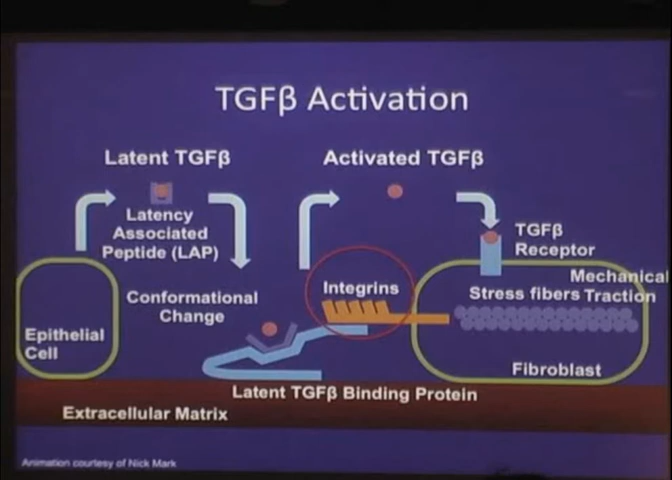 TGFβ Activation
Latent TGFβ
Activated TGFβ
Latency
Associated
Peptide (LAP)
TGFβ
Receptor
Mechanical
Stress fibers Traction
Integrins
Conformational
Change
Epithelial
Cell
Fibroblast
Latent TGFβ Binding Protein
Extracellular Matrix
Animation courtesy of Nick Mark